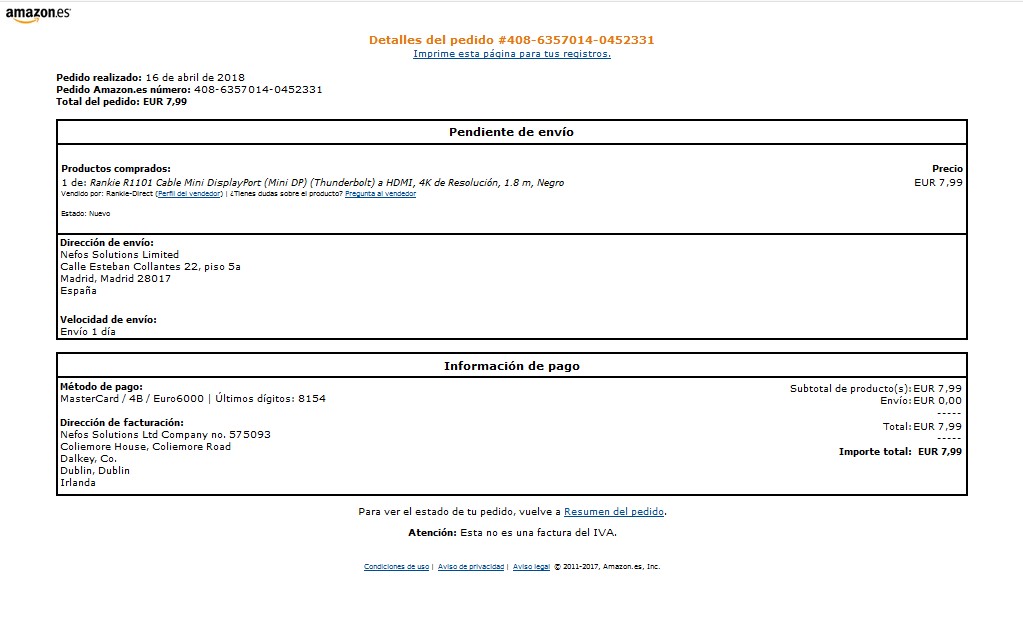 amazon.es
Detalles del pedido #408-6357014-0452331
Imprime esta página para tus registros.
Pedido realizado: 16 de abril de 2018
Pedido Amazon.es número: 408-6357014-0452331
Total del pedido: EUR 7,99
Pendiente de envío
Productos comprados: Precio
1 de: Rankie R1101 Cable Mini DisplayPort (Mini DP) (Thunderbolt) a HDMI, 4K de Resolución, 1.8 m, Negro EUR 7,99
Vendido por: Rankie-Direct (Perfil del vendedor) | ¿Tienes dudas sobre el producto? Pregunta al vendedor
Estado: Nuevo
Dirección de envío:
Nefos Solutions Limited
Calle Esteban Collantes 22, piso 5a
Madrid, Madrid 28017
España
Velocidad de envío:
Envío 1 día
Información de pago
Método de pago:
MasterCard / 4B / Euro6000 | Últimos dígitos: 8154
Dirección de facturación:
Nefos Solutions Ltd Company no. 575093
Coliemore House, Coliemore Road
Dalkey, Co.
Dublin, Dublin
Irlanda
Subtotal de producto(s): EUR 7,99
Envío: EUR 0,00
-----
Total: EUR 7,99
-----
Importe total: EUR 7,99
Para ver el estado de tu pedido, vuelve a Resumen del pedido.
Atención: Esta no es una factura del IVA.
Condiciones de uso | Aviso de privacidad | Aviso legal © 2011-2017, Amazon.es, Inc.